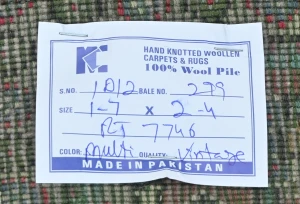 KC
HAND KNOTTED WOOLLEN
CARPETS & RUGS
100% Wool Pile
S.NO. 1012 BALE NO. 279
SIZE 1-7 x 2-4
RT 7746
COLOR: Multi QUALITY: Vintage
MADE IN PAKISTAN